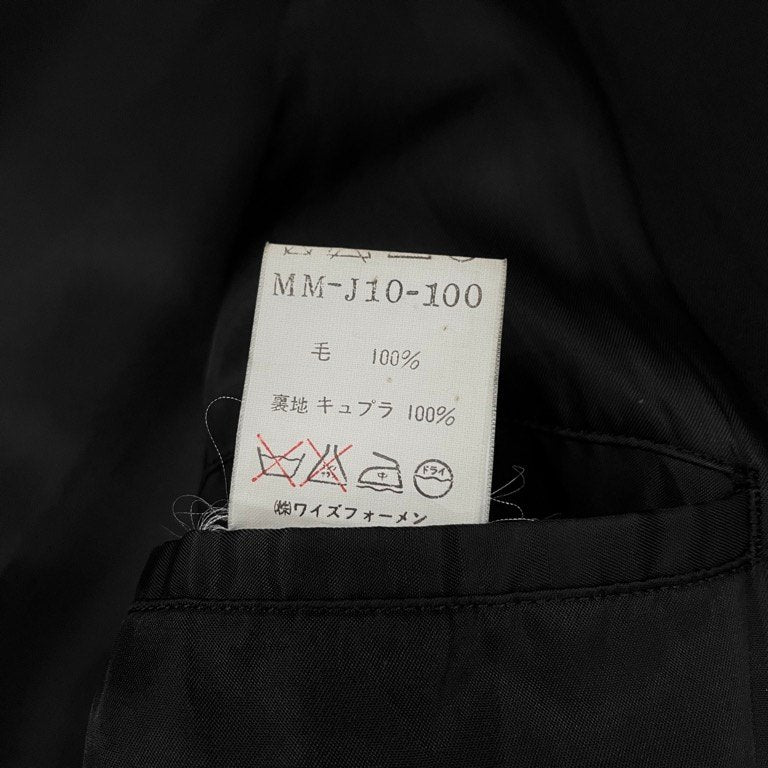 MM-J10-100
毛 100%
裏地 キュプラ 100%
中 ドライ
㈱ワイズフォーメン